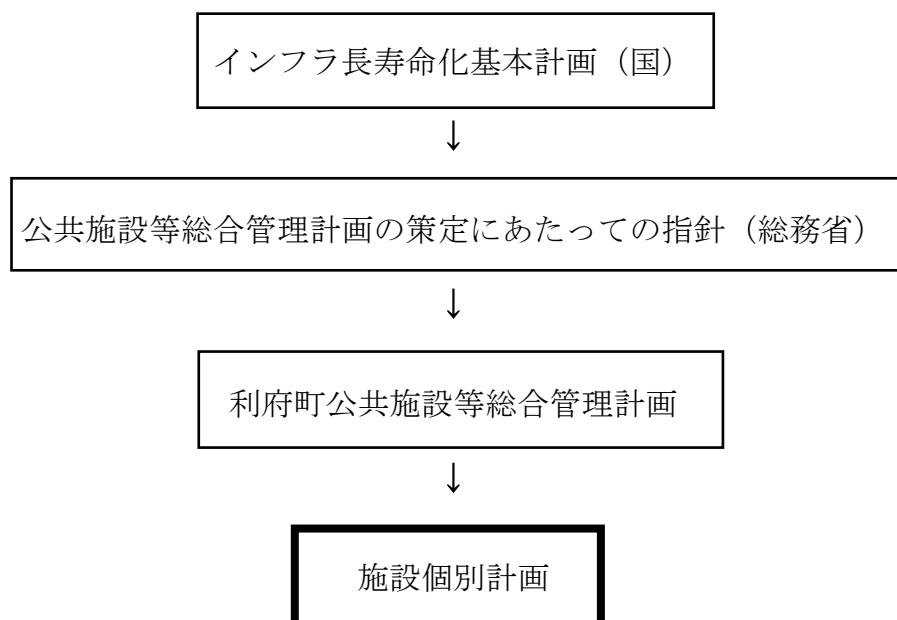 インフラ長寿命化基本計画（国）
↓
公共施設等総合管理計画の策定にあたっての指針（総務省）
↓
利府町公共施設等総合管理計画
↓
施設個別計画